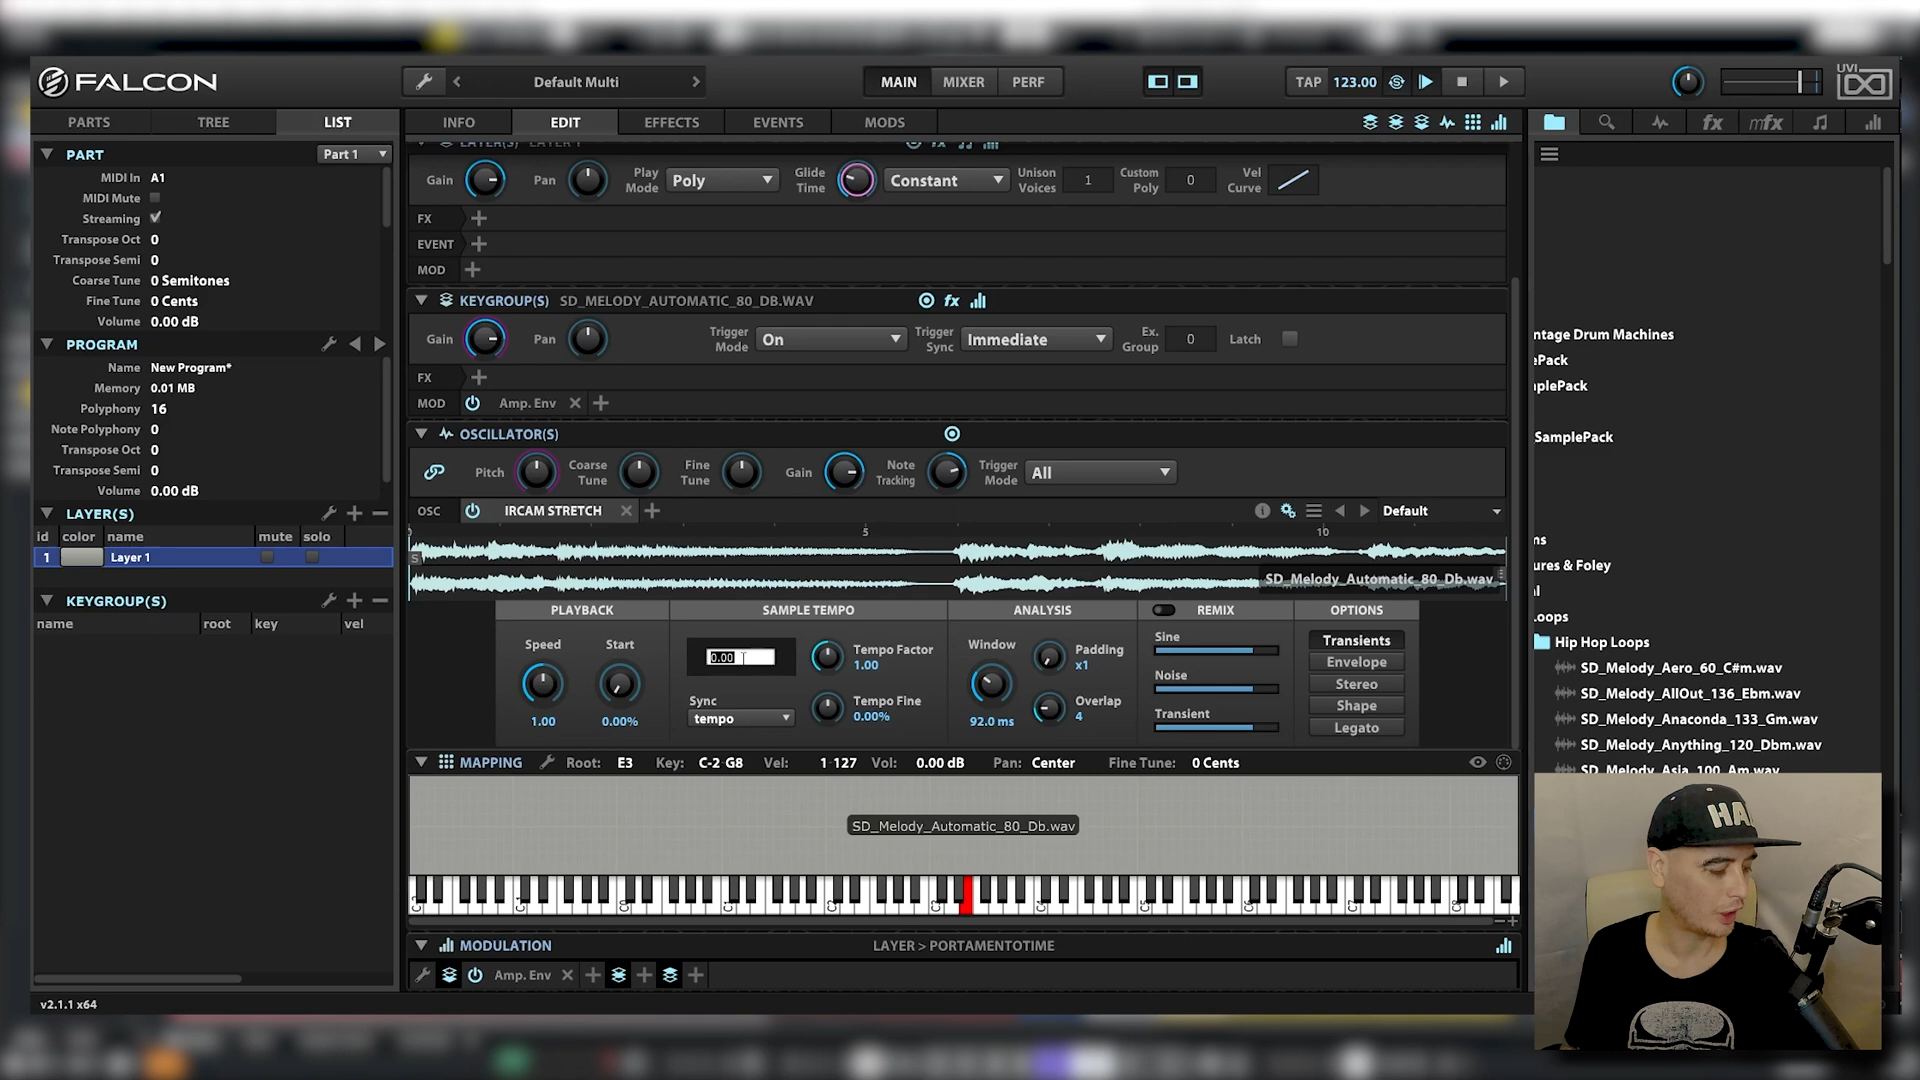 FALCON
Default Multi
MAIN MIXER PERF
TAP 123.00
UVI
PARTS TREE LIST
INFO EDIT EFFECTS EVENTS MODS
fx mfx
PART Part 1
MIDI In A1
MIDI Mute
Streaming
Transpose Oct 0
Transpose Semi 0
Coarse Tune 0 Semitones
Fine Tune 0 Cents
Volume 0.00 dB
PROGRAM
Name New Program*
Memory 0.01 MB
Polyphony 16
Note Polyphony 0
Transpose Oct 0
Transpose Semi 0
Volume 0.00 dB
LAYER(S)
id color name mute solo
1 Layer 1
KEYGROUP(S)
name root key vel
v2.1.1 x64
LAYER(S) LAYER 1
Gain Pan Play Mode Poly Glide Time Constant Unison Voices 1 Custom Poly 0 Vel Curve
FX
EVENT
MOD
KEYGROUP(S) SD_MELODY_AUTOMATIC_80_DB.WAV fx
Gain Pan Trigger Mode On Trigger Sync Immediate Ex. Group 0 Latch
FX
MOD Amp. Env
OSCILLATOR(S)
Pitch Coarse Tune Fine Tune Gain Note Tracking Trigger Mode All
OSC IRCAM STRETCH Default
0 5 10
S
SD_Melody_Automatic_80_Db.wav
PLAYBACK SAMPLE TEMPO ANALYSIS REMIX OPTIONS
Speed Start 0.00 Tempo Factor 1.00 Window Padding x1 Sine Transients
Envelope
Noise Stereo
1.00 0.00% Sync tempo Tempo Fine 0.00% 92.0 ms Overlap 4 Transient Shape
Legato
MAPPING Root: E3 Key: C-2 G8 Vel: 1 127 Vol: 0.00 dB Pan: Center Fine Tune: 0 Cents
SD_Melody_Automatic_80_Db.wav
MODULATION LAYER > PORTAMENTOTIME
Amp. Env
ntage Drum Machines
ePack
nplePack
SamplePack
ns
ures & Foley
l
oops
Hip Hop Loops
SD_Melody_Aero_60_C#m.wav
SD_Melody_AllOut_136_Ebm.wav
SD_Melody_Anaconda_133_Gm.wav
SD_Melody_Anything_120_Dbm.wav
SD_Melody_Asia_100_Am.wav